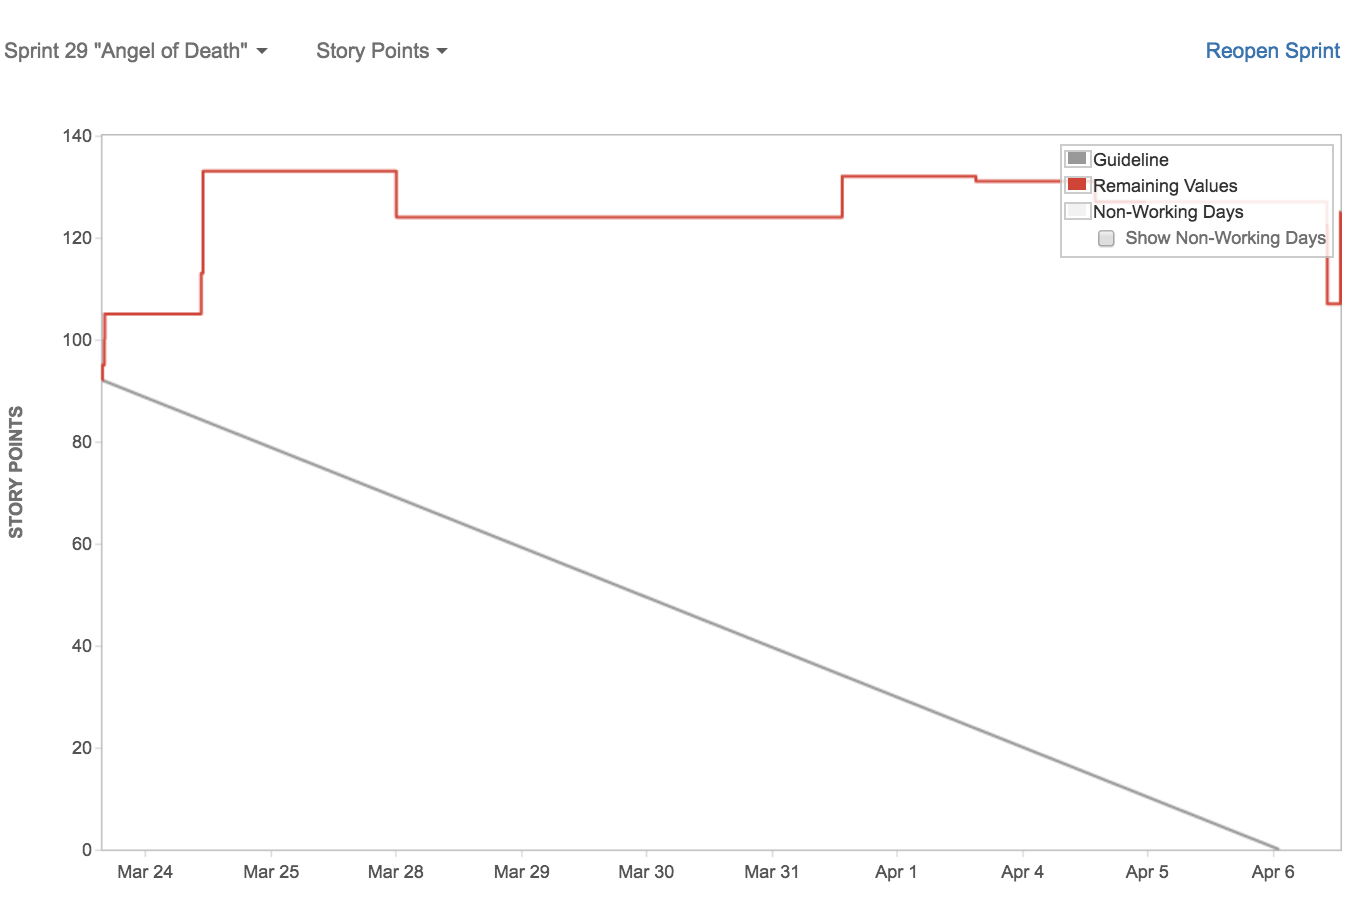 Sprint 29 "Angel of Death" Story Points Reopen Sprint
140
Guideline
Remaining Values
Non-Working Days
Show Non-Working Days
120
100
80
60
40
20
0
STORY POINTS
Mar 24 Mar 25 Mar 28 Mar 29 Mar 30 Mar 31 Apr 1 Apr 4 Apr 5 Apr 6